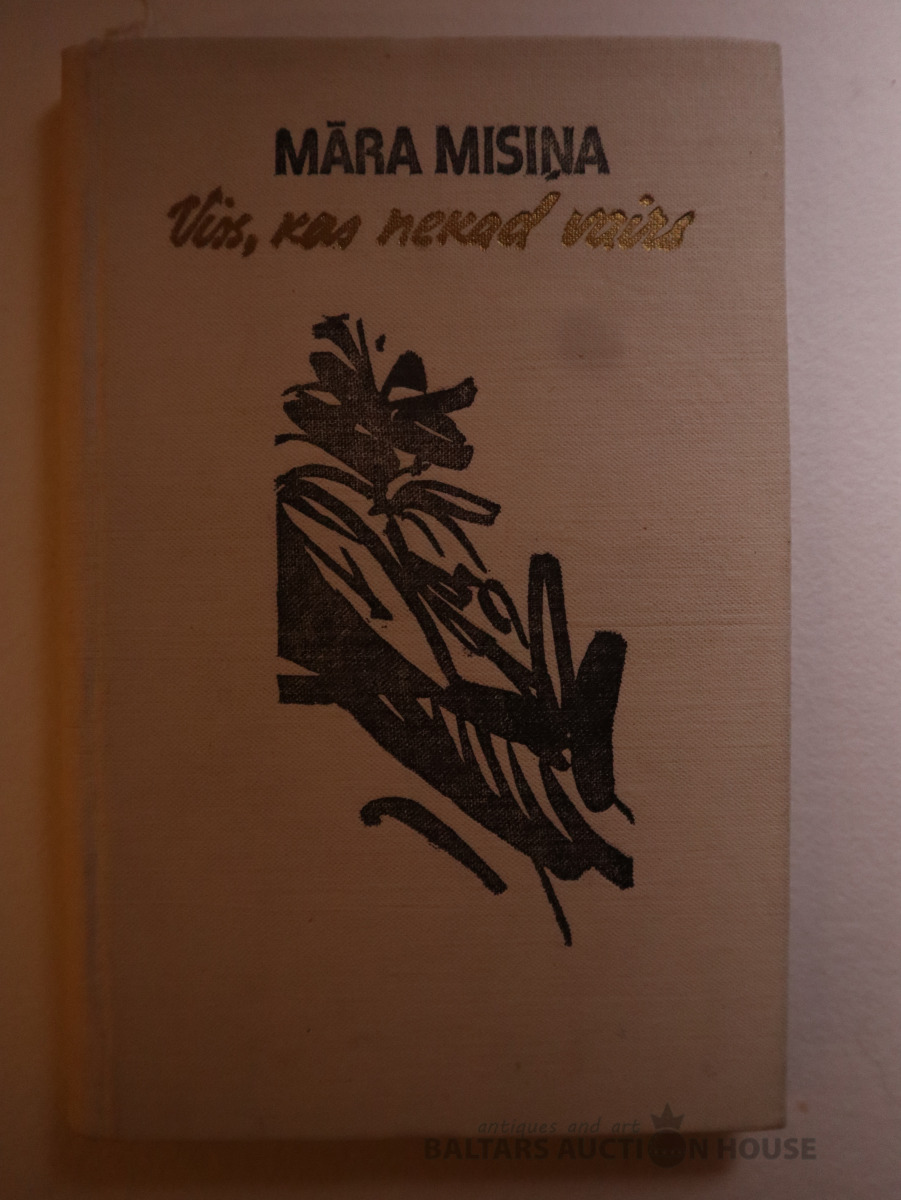 MĀRA MISIŅA
Viss, kas nekad vairs
antiques and art
BALTARS AUCTION HOUSE